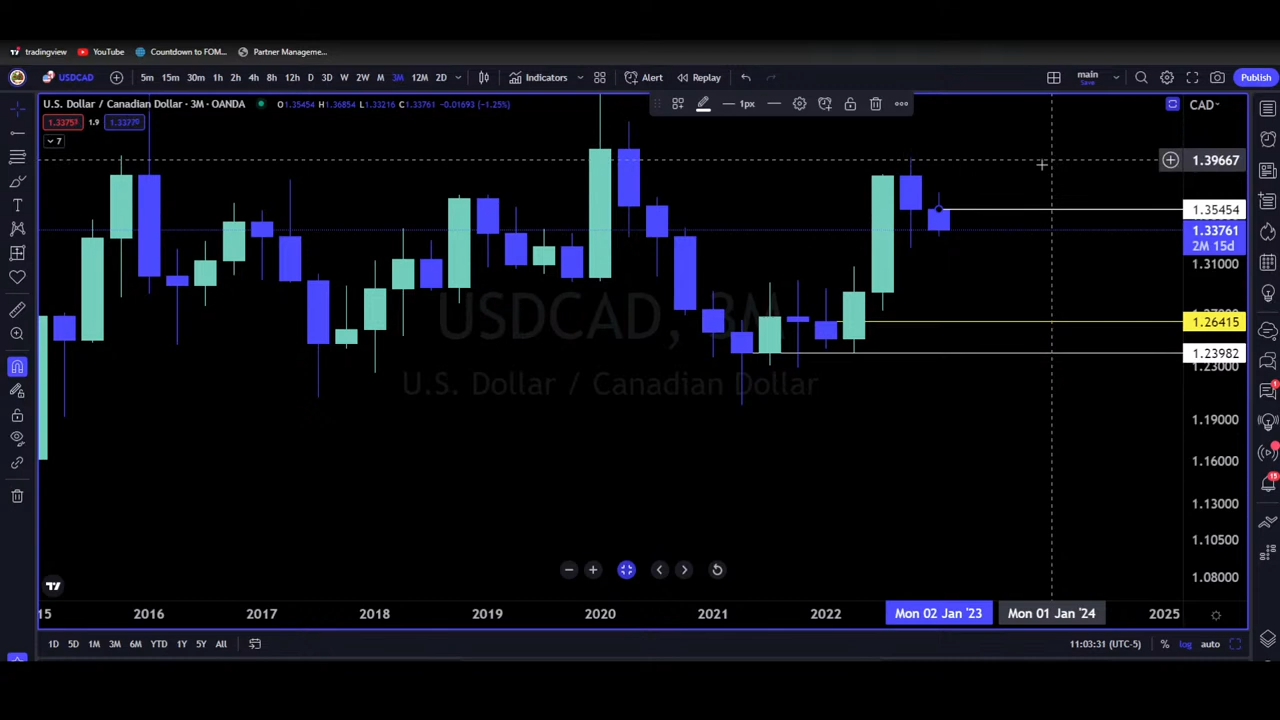 tradingview YouTube Countdown to FOM... Partner Manageme...
USDCAD 5m 15m 30m 1h 2h 4h 8h 12h D 3D W 2W M 3M 12M 2D Indicators Alert Replay main Save Publish
U.S. Dollar / Canadian Dollar · 3M · OANDA O1.35454 H1.36854 L1.33216 C1.33761 −0.01693 (−1.25%) 1px CAD
1.33753 1.9 1.33770
7
1.39667
1.35454
1.33761
2M 15d
1.31000
USDCAD, 3M
1.26415
1.23982
1.23000
U.S. Dollar / Canadian Dollar
1.19000
1.16000
1.13000
1.10500
1.08000
15 2016 2017 2018 2019 2020 2021 2022 Mon 02 Jan '23 Mon 01 Jan '24 2025
1D 5D 1M 3M 6M YTD 1Y 5Y All 11:03:31 (UTC-5) % log auto